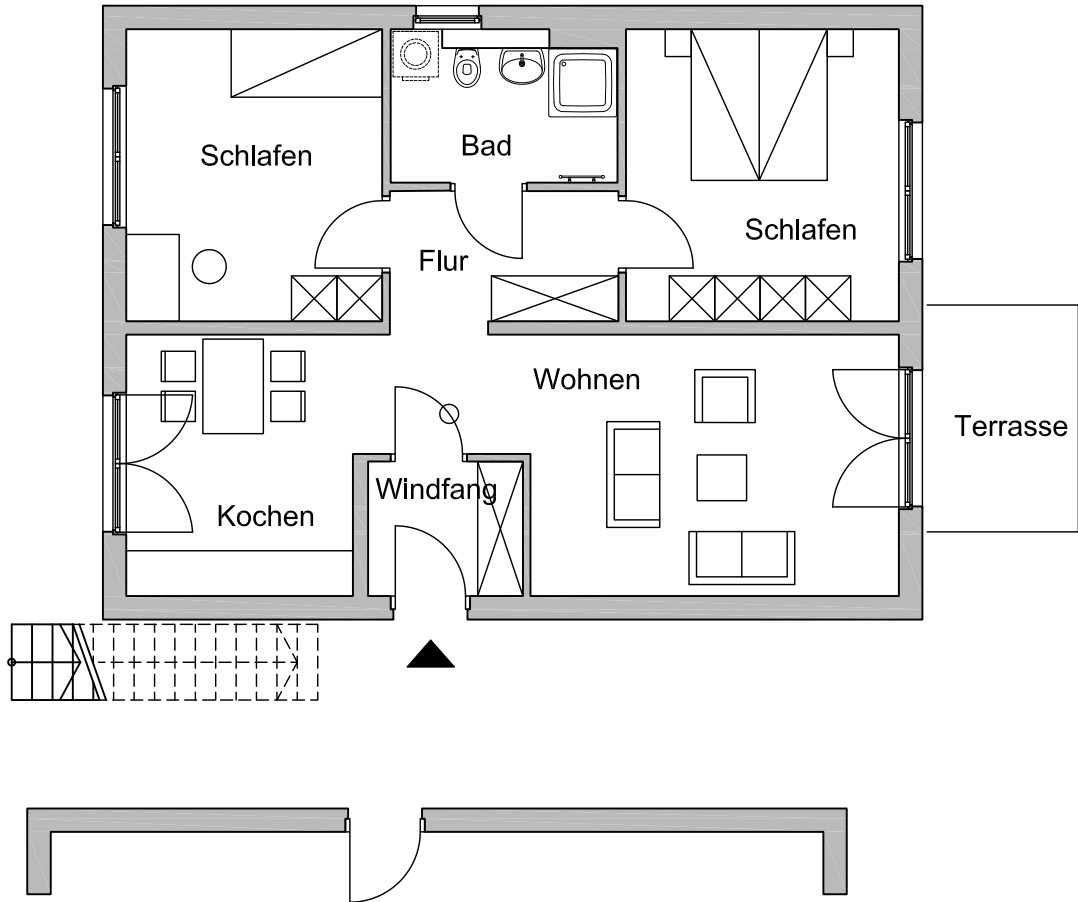 Schlafen
Bad
Schlafen
Flur
Wohnen
Terrasse
Windfang
Kochen